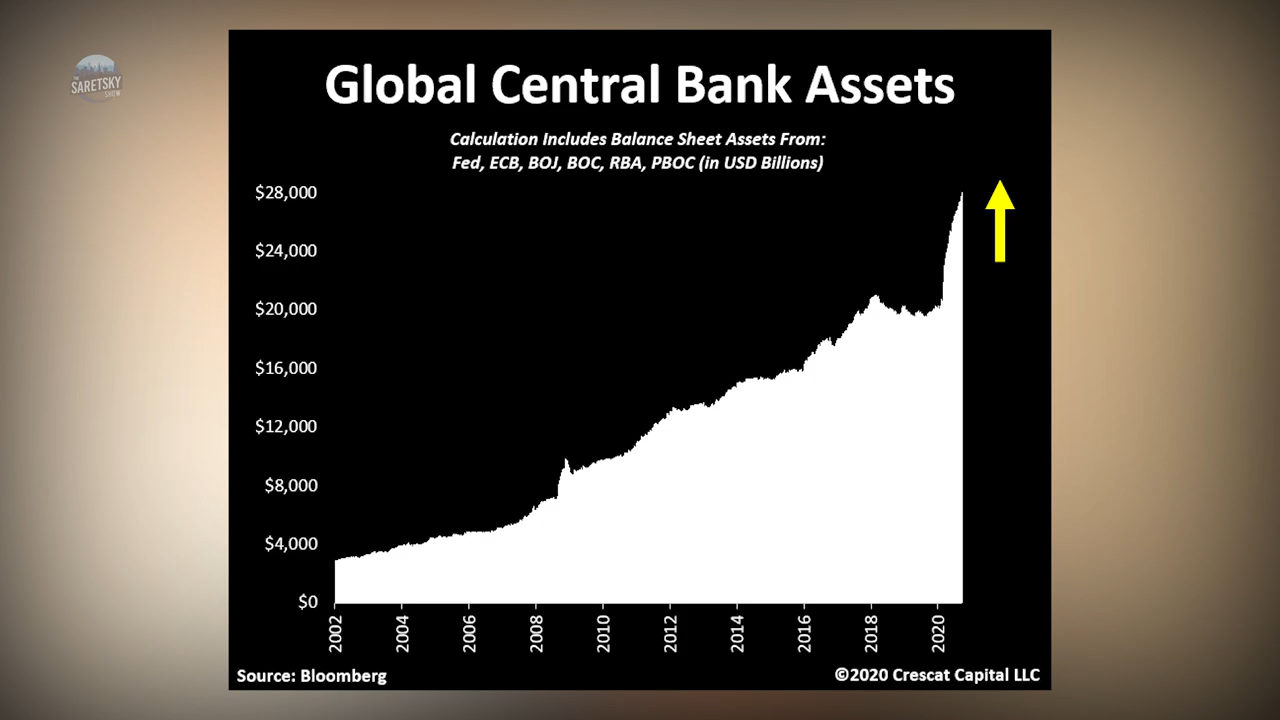 THE
SARETSKY
SHOW
Global Central Bank Assets
Calculation Includes Balance Sheet Assets From:
Fed, ECB, BOJ, BOC, RBA, PBOC (in USD Billions)
$28,000
$24,000
$20,000
$16,000
$12,000
$8,000
$4,000
$0
2002 2004 2006 2008 2010 2012 2014 2016 2018 2020
Source: Bloomberg
©2020 Crescat Capital LLC